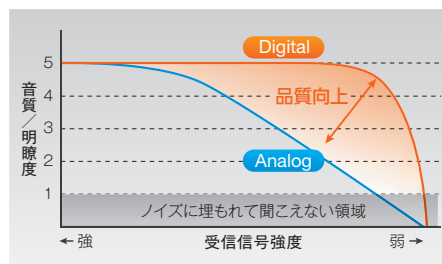 Digital
5
4
3
2
1
音質／明瞭度
品質向上
Analog
ノイズに埋もれて聞こえない領域
←強
受信信号強度
弱→